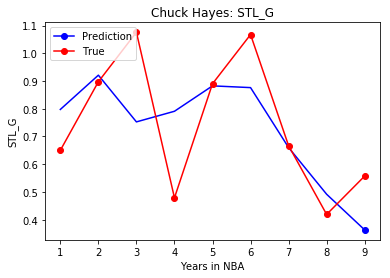 Chuck Hayes: STL_G
Prediction
True
STL_G
1.1
1.0
0.9
0.8
0.7
0.6
0.5
0.4
1 2 3 4 5 6 7 8 9
Years in NBA